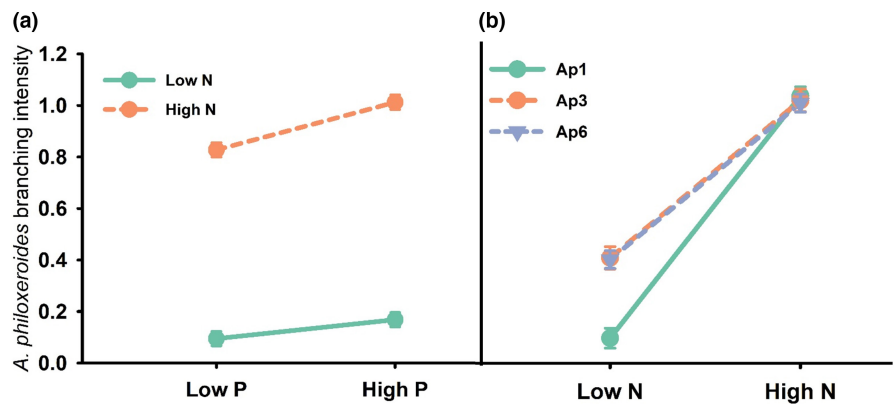 (a)
A. philoxeroides branching intensity
1.2
1.0
0.8
0.6
0.4
0.2
0.0
Low N
High N
Low P
High P
(b)
Ap1
Ap3
Ap6
Low N
High N